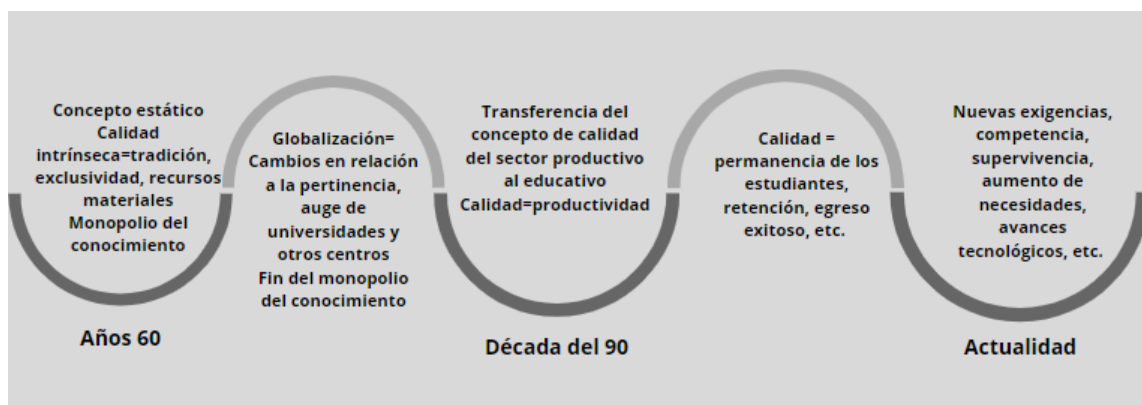 Concepto estático
Calidad
intrínseca=tradición,
exclusividad, recursos
materiales
Monopolio del
conocimiento
Años 60
Globalización=
Cambios en relación
a la pertinencia,
auge de
universidades y
otros centros
Fin del monopolio
del conocimiento
Transferencia del
concepto de calidad
del sector productivo
al educativo
Calidad=productividad
Década del 90
Calidad =
permanencia de los
estudiantes,
retención, egreso
exitoso, etc.
Nuevas exigencias,
competencia,
supervivencia,
aumento de
necesidades,
avances
tecnológicos, etc.
Actualidad